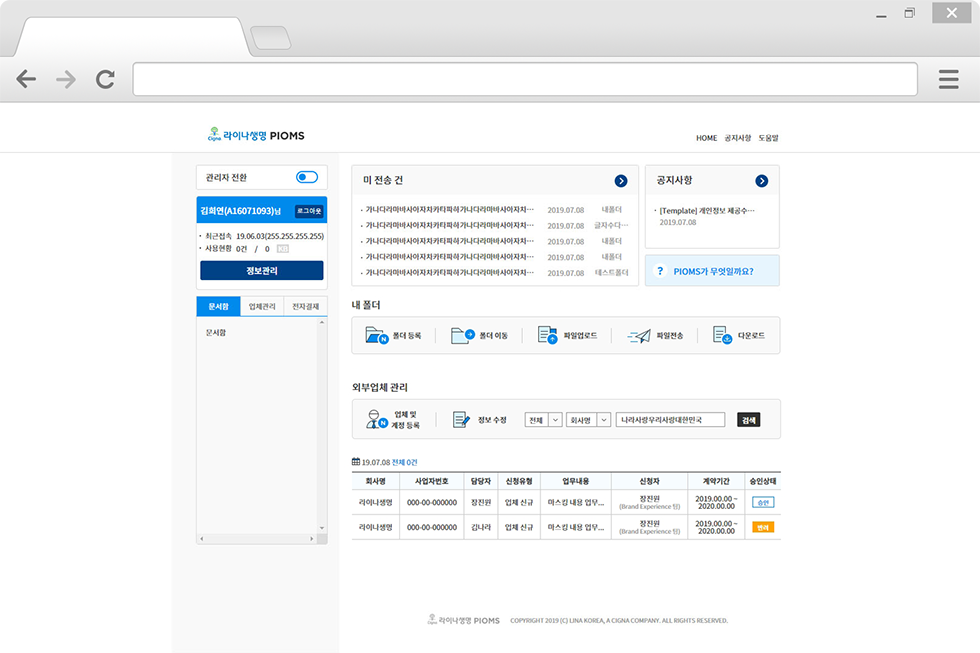 Cigna 라이나생명 PIOMS
HOME 공지사항 도움말
관리자 전환
김희연(A16071093)님 로그아웃
· 최근접속 19.06.03(255.255.255.255)
· 사용현황 0건 / 0 KB
정보관리
문서함 업체관리 전자결재
문서함
미 전송 건
· 가나다라마바사아자차카타파하가나다라마바사아자차··· 2019.07.08 내폴더
· 가나다라마바사아자차카타파하가나다라마바사아자차··· 2019.07.08 글자수다···
· 가나다라마바사아자차카타파하가나다라마바사아자차··· 2019.07.08 내폴더
· 가나다라마바사아자차카타파하가나다라마바사아자차··· 2019.07.08 내폴더
· 가나다라마바사아자차카타파하가나다라마바사아자차··· 2019.07.08 테스트폴더
공지사항
· [Template] 개인정보 제공수···
2019.07.08
? PIOMS가 무엇일까요?
내 폴더
N 폴더 등록 폴더 이동 파일업로드 파일전송 다운로드
외부업체 관리
N 업체 및
계정 등록
정보 수정 전체 회사명 나라사랑우리사랑대한민국 검색
19.07.08 전체 0건
회사명 사업자번호 담당자 신청유형 업무내용 신청자 계약기간 승인상태
라이나생명 000-00-000000 장진원 업체 신규 마스킹 내용 업무... 장진원 2019.00.00 ~ 승인
(Brand Experience 팀) 2020.00.00
라이나생명 000-00-000000 김나라 업체 신규 마스킹 내용 업무... 장진원 2019.00.00 ~ 반려
(Brand Experience 팀) 2020.00.00
Cigna 라이나생명 PIOMS COPYRIGHT 2019 (C) LINA KOREA, A CIGNA COMPANY. ALL RIGHTS RESERVED.